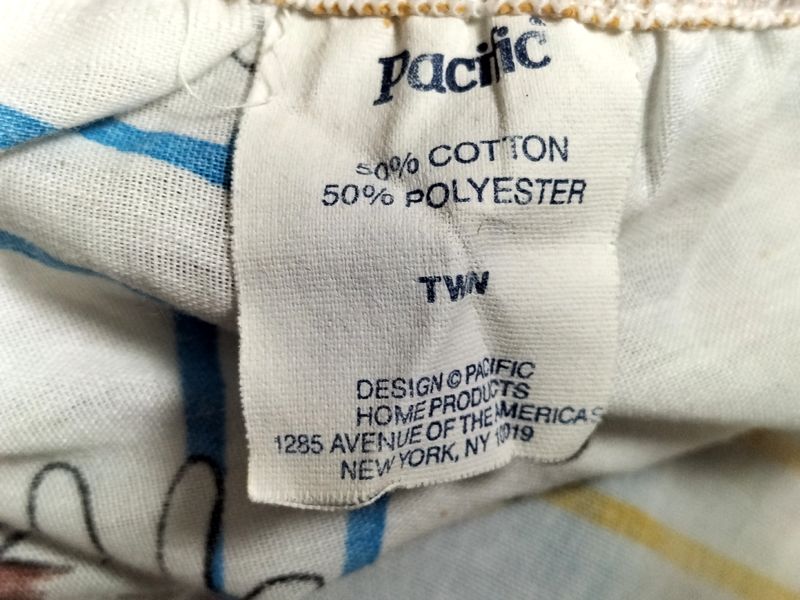 Pacific
50% COTTON
50% POLYESTER
TWN
DESIGN © PACIFIC
HOME PRODUCTS
1285 AVENUE OF THE AMERICAS
NEW YORK, NY 10019